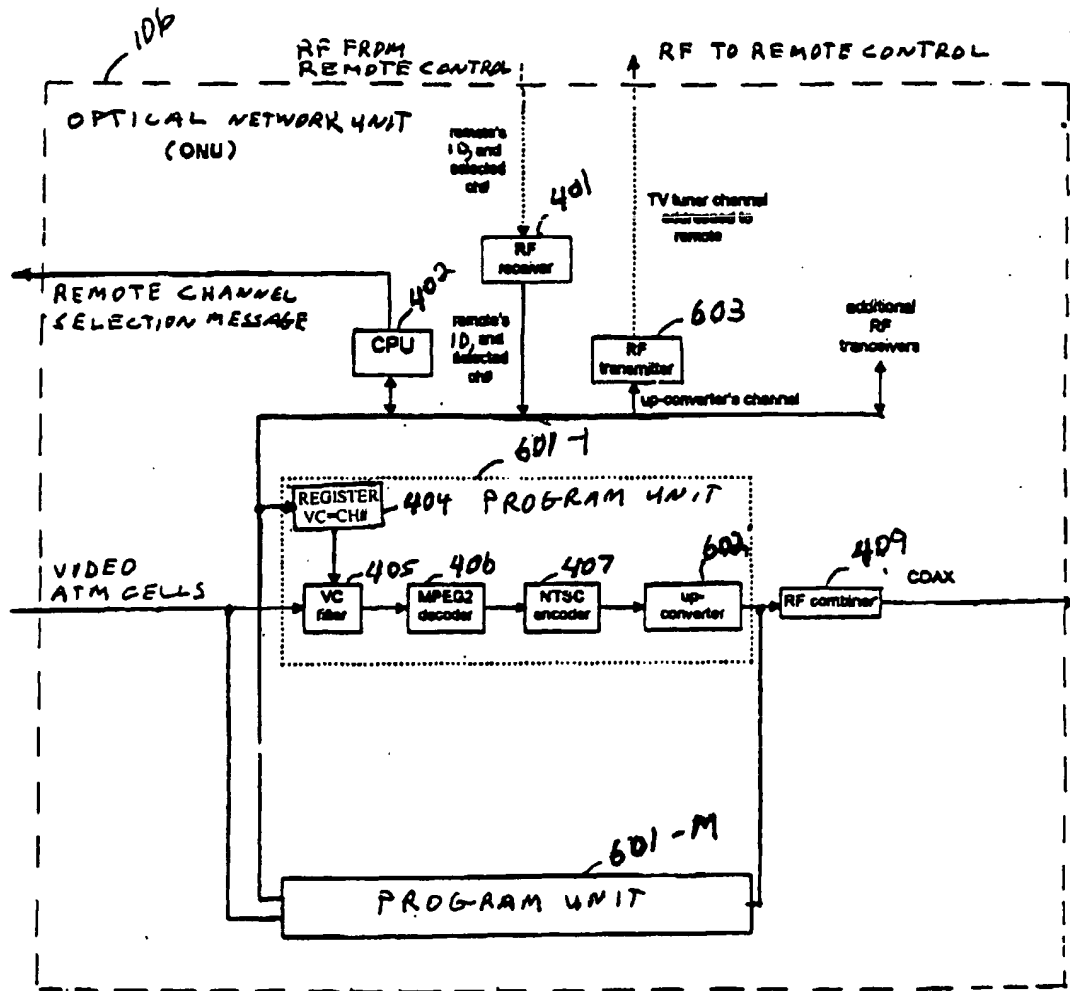 106
RF FROM
REMOTE CONTROL
RF TO REMOTE CONTROL
OPTICAL NETWORK UNIT
(ONU)
remote's
ID, and
selected
ch#
401
RF
receiver
TV tuner channel
addressed to
remote
REMOTE CHANNEL
SELECTION MESSAGE
402
CPU
remote's
ID, and
selected
ch#
603
RF
transmitter
up-converter's channel
additional
RF
tranceivers
601-1
REGISTER
VC=CH#
404
PROGRAM UNIT
VIDEO
ATM CELLS
405
VC
filter
406
MPEG2
decoder
407
NTSC
encoder
602
up-
converter
409
RF combiner
COAX
601-M
PROGRAM UNIT